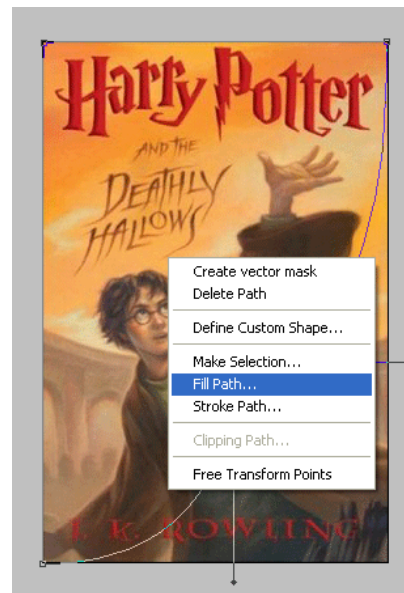 Harry Potter
AND THE
DEATHLY
HALLOWS
Create vector mask
Delete Path
Define Custom Shape...
Make Selection...
Fill Path...
Stroke Path...
Clipping Path...
Free Transform Points
J. K. ROWLING